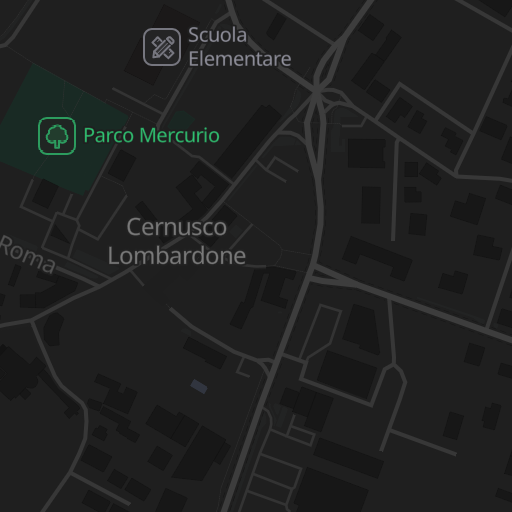 Scuola
Elementare
Parco Mercurio
Cernusco
Lombardone
Roma